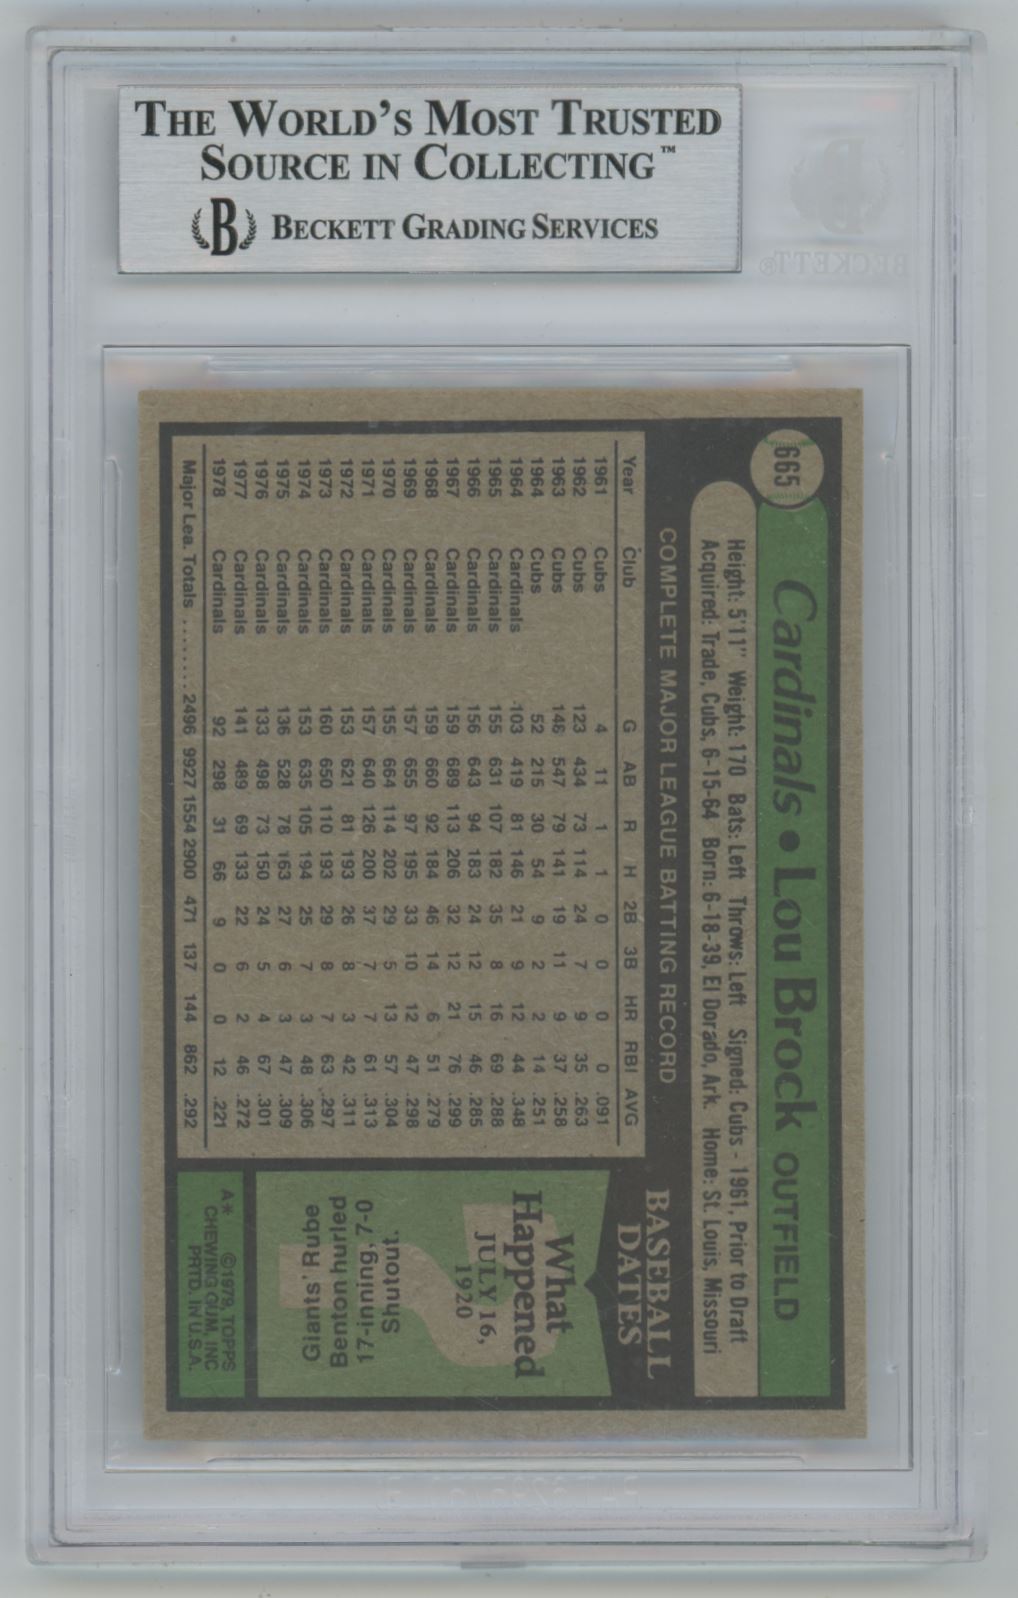 THE WORLD'S MOST TRUSTED
SOURCE IN COLLECTING™
B BECKETT GRADING SERVICES
BECKETT®
665
Cardinals • Lou Brock OUTFIELD
Height: 5'11" Weight: 170 Bats: Left Throws: Left Signed: Cubs - 1961, Prior to Draft
Acquired: Trade, Cubs, 6-15-64 Born: 6-18-39, El Dorado, Ark. Home: St. Louis, Missouri
COMPLETE MAJOR LEAGUE BATTING RECORD
Year Club G AB R H 2B 3B HR RBI AVG
1961 Cubs 4 11 1 1 0 0 0 0 .091
1962 Cubs 123 434 73 114 24 7 9 35 .263
1963 Cubs 148 547 79 141 19 11 9 37 .258
1964 Cubs 52 215 30 54 9 2 2 14 .251
1964 Cardinals 103 419 81 146 21 9 12 44 .348
1965 Cardinals 155 631 107 182 35 8 16 69 .288
1966 Cardinals 156 643 94 183 24 12 15 46 .285
1967 Cardinals 159 689 113 206 32 12 21 76 .299
1968 Cardinals 159 660 92 184 46 14 6 51 .279
1969 Cardinals 157 655 97 195 33 10 12 47 .298
1970 Cardinals 155 664 114 202 29 5 13 57 .304
1971 Cardinals 157 640 126 200 37 7 7 61 .313
1972 Cardinals 153 621 81 193 26 8 3 42 .311
1973 Cardinals 160 650 110 193 29 8 7 63 .297
1974 Cardinals 153 635 105 194 25 7 3 48 .306
1975 Cardinals 136 528 78 163 27 6 3 47 .309
1976 Cardinals 133 498 73 150 24 5 4 67 .301
1977 Cardinals 141 489 69 133 22 6 2 46 .272
1978 Cardinals 92 298 31 66 9 0 0 12 .221
Major Lea. Totals ........ 2496 9927 1554 2900 471 137 144 862 .292
BASEBALL
DATES
What
Happened
JULY 16,
1920
Giants, Rube
Benton hurled
17-inning, 7-0
Shutout.
A* ©1979, TOPPS
CHEWING GUM, INC
PRTD. IN U.S.A.